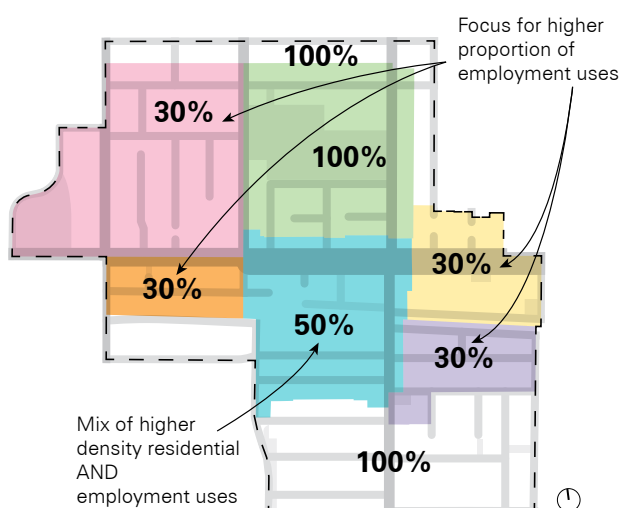 Focus for higher
proportion of
employment uses
100%
30%
100%
30%
30%
50%
30%
Mix of higher
density residential
AND
employment uses
100%